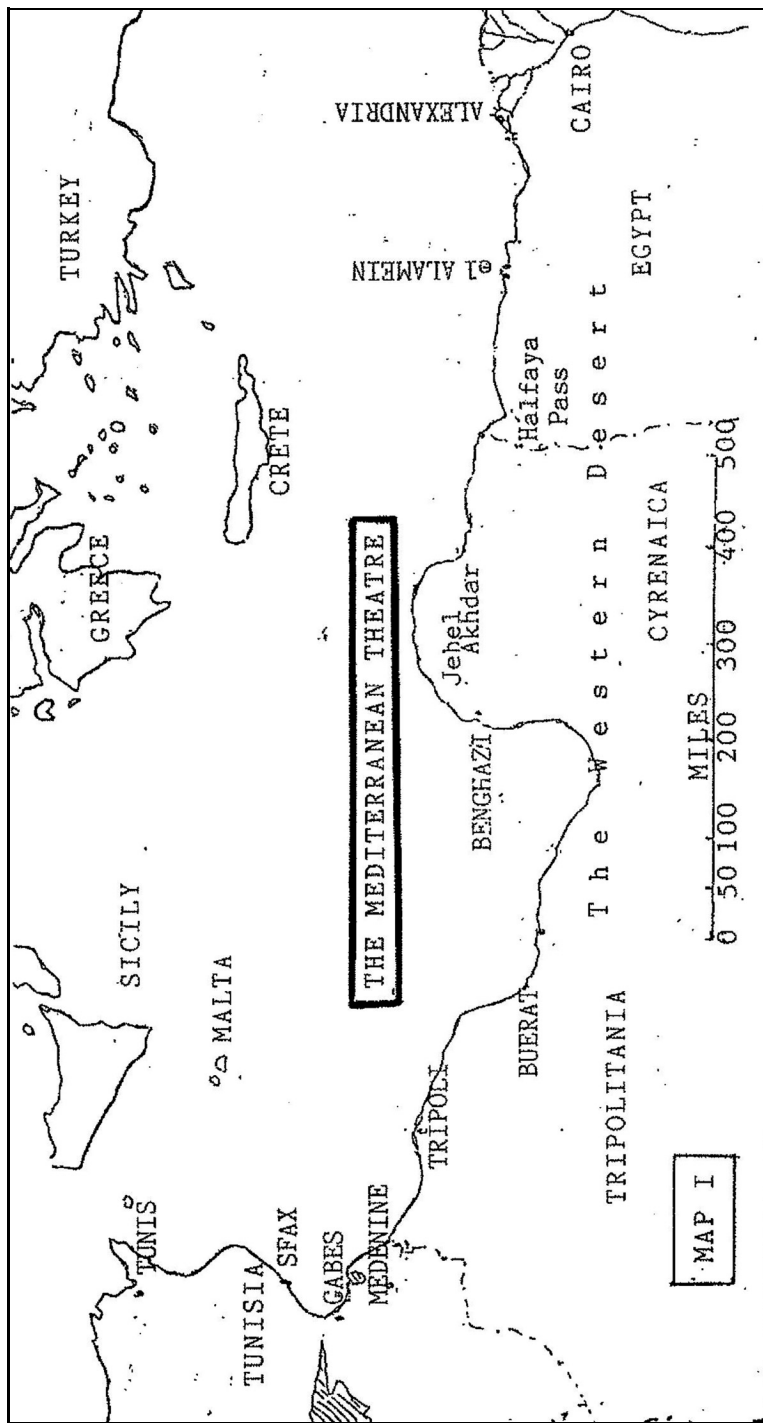 TURKEY
GREECE
SICILY
CRETE
MALTA
TUNIS
TUNISIA
SFAX
GABES
MEDENINE
THE MEDITERRANEAN THEATRE
ALEXANDRIA
el ALAMEIN
CAIRO
Halfaya
Pass
Jebel
Akhdar
BENGHAZI
TRIPOLI
BUERAT
EGYPT
The Western Desert
CYRENAICA
TRIPOLITANIA
MILES
0 50 100 200 300 400 500
MAP I